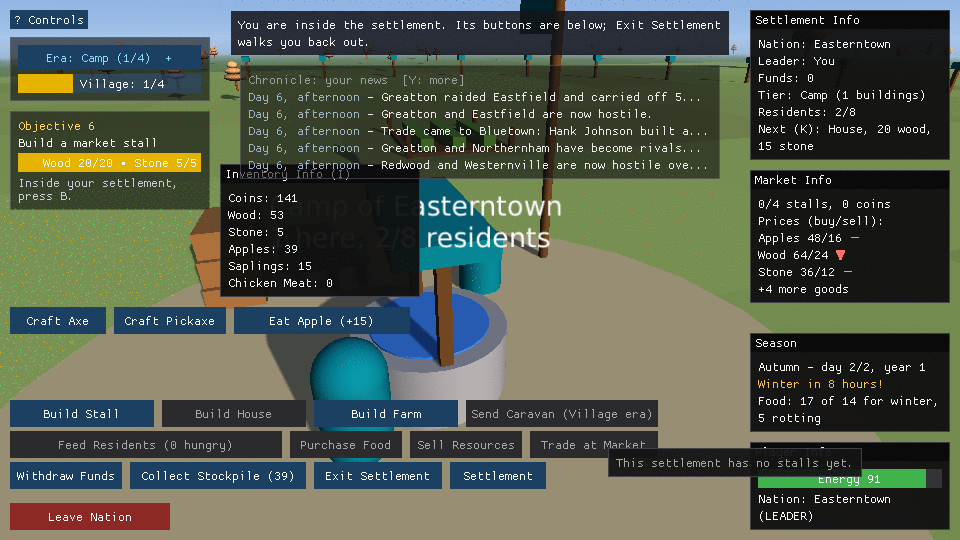 ? Controls
Era: Camp (1/4) +
Village: 1/4
Objective 6
Build a market stall
Wood 20/20 • Stone 5/5
Inside your settlement,
press B.
You are inside the settlement. Its buttons are below; Exit Settlement
walks you back out.
Chronicle: your news [Y: more]
Day 6, afternoon – Greatton raided Eastfield and carried off 5...
Day 6, afternoon – Greatton and Eastfield are now hostile.
Day 6, afternoon – Trade came to Bluetown: Hank Johnson built a...
Day 6, afternoon – Greatton and Northernham have become rivals...
Day 6, afternoon – Redwood and Westernville are now hostile ove...
Inventory Info (I)
Coins: 141
Wood: 53
Stone: 5
Apples: 39
Saplings: 15
Chicken Meat: 0
Camp of Easterntown
here, 2/8 residents
Settlement Info
Nation: Easterntown
Leader: You
Funds: 0
Tier: Camp (1 buildings)
Residents: 2/8
Next (K): House, 20 wood,
15 stone
Market Info
0/4 stalls, 0 coins
Prices (buy/sell):
Apples 48/16 –
Wood 64/24 ▼
Stone 36/12 –
+4 more goods
Season
Autumn – day 2/2, year 1
Winter in 8 hours!
Food: 17 of 14 for winter,
5 rotting
Player Info
Energy 91
Nation: Easterntown
(LEADER)
Craft Axe
Craft Pickaxe
Eat Apple (+15)
Build Stall
Build House
Build Farm
Send Caravan (Village era)
Feed Residents (0 hungry)
Purchase Food
Sell Resources
Trade at Market
This settlement has no stalls yet.
Withdraw Funds
Collect Stockpile (39)
Exit Settlement
Settlement
Leave Nation